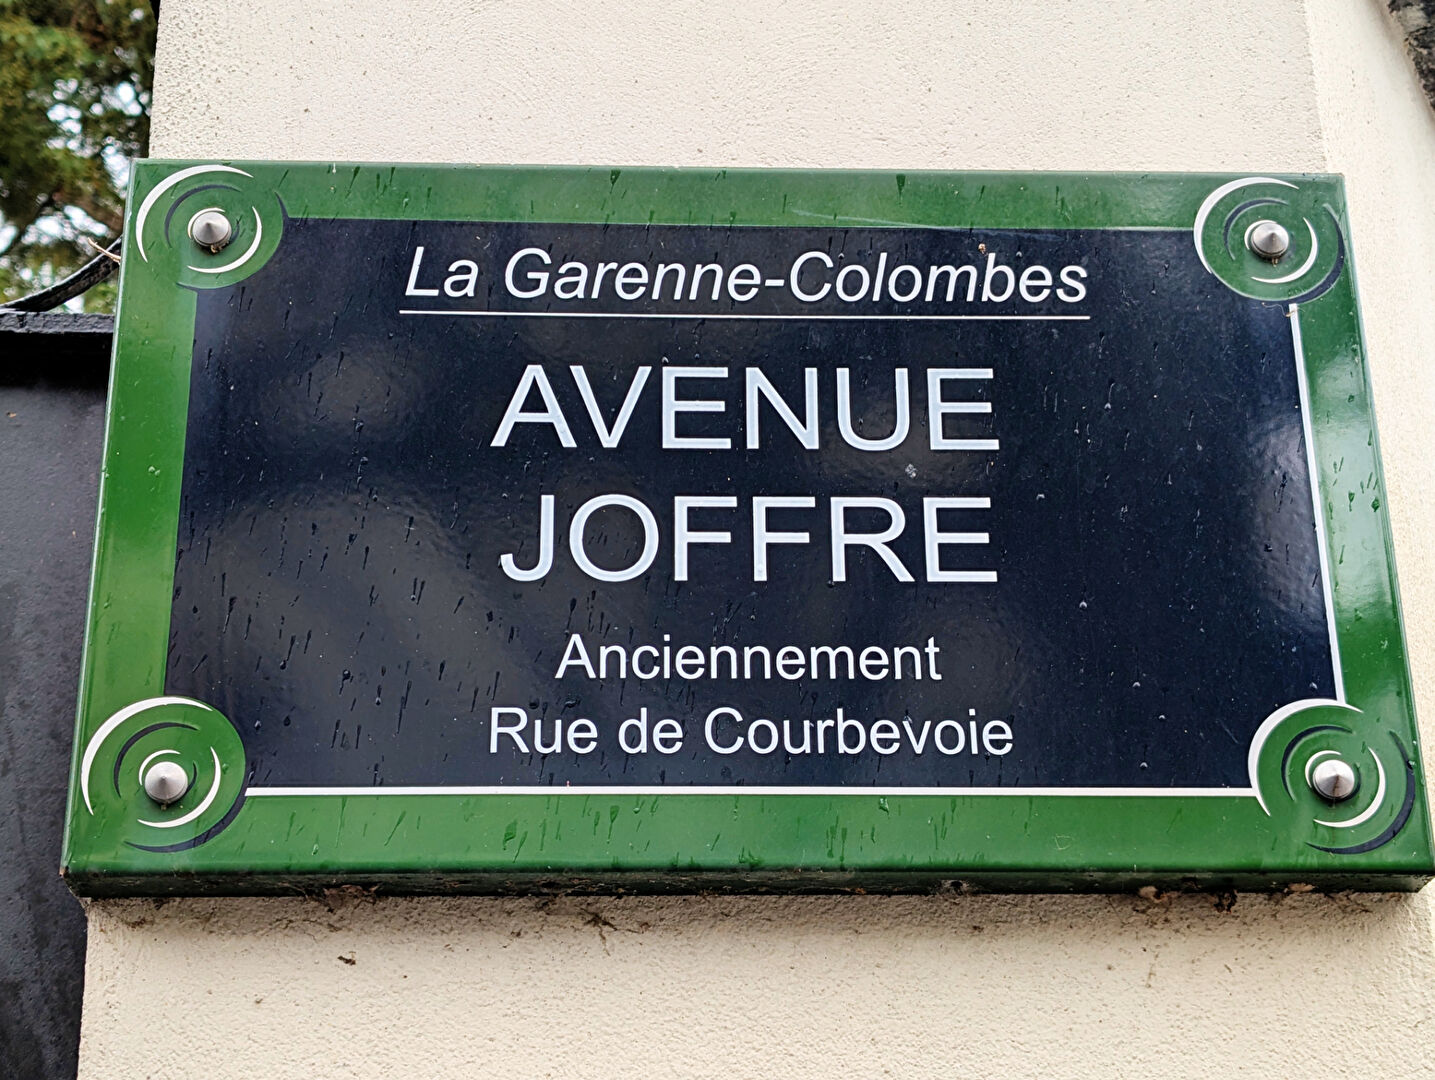 La Garenne-Colombes
AVENUE
JOFFRE
Anciennement
Rue de Courbevoie